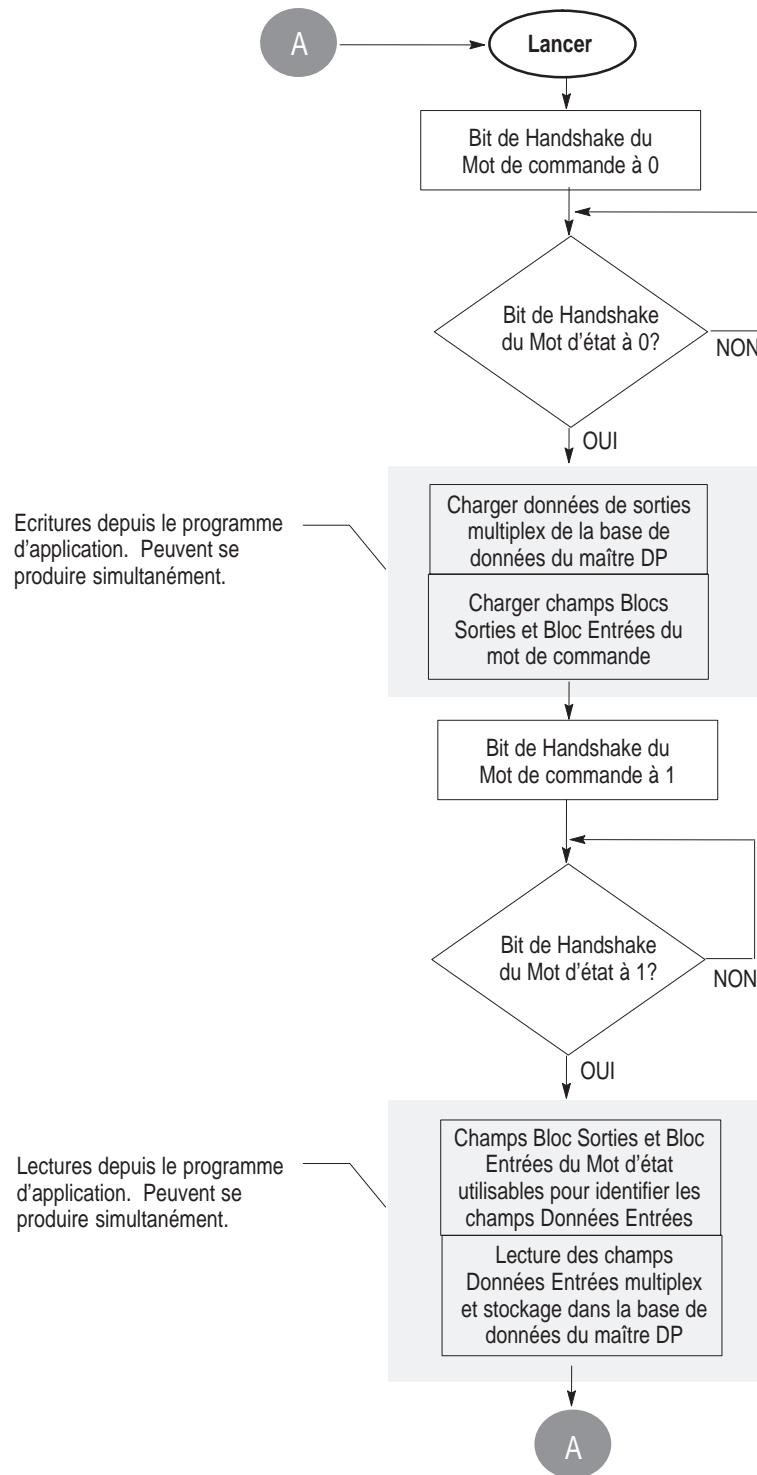 A
Lancer
Bit de Handshake du
Mot de commande à 0
Bit de Handshake
du Mot d'état à 0?
NON
OUI
Ecritures depuis le programme
d'application. Peuvent se
produire simultanément.
Charger données de sorties
multiplex de la base de
données du maître DP
Charger champs Blocs
Sorties et Bloc Entrées du
mot de commande
Bit de Handshake du
Mot de commande à 1
Bit de Handshake
du Mot d'état à 1?
NON
OUI
Lectures depuis le programme
d'application. Peuvent se
produire simultanément.
Champs Bloc Sorties et Bloc
Entrées du Mot d'état
utilisables pour identifier les
champs Données Entrées
Lecture des champs
Données Entrées multiplex
et stockage dans la base de
données du maître DP
A